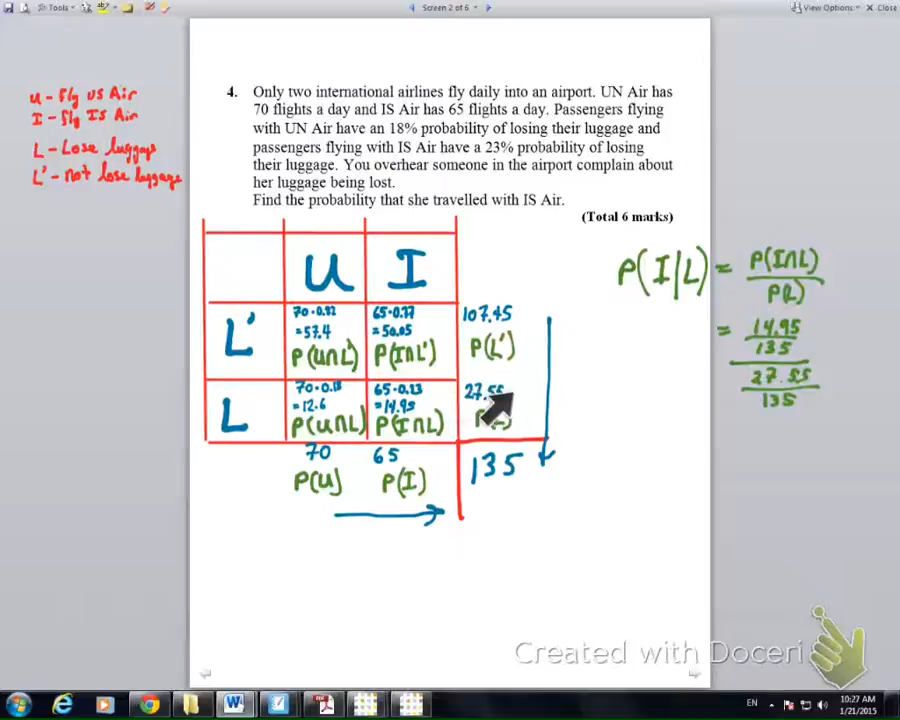 Tools
Screen 2 of 6
View Options
Close
U - Fly US Air
I - fly Is Air
L - Lose luggage
L' - not lose luggage
4. Only two international airlines fly daily into an airport. UN Air has
70 flights a day and IS Air has 65 flights a day. Passengers flying
with UN Air have an 18% probability of losing their luggage and
passengers flying with IS Air have a 23% probability of losing
their luggage. You overhear someone in the airport complain about
her luggage being lost.
Find the probability that she travelled with IS Air.
(Total 6 marks)
U I
70·0.82 65·0.77 107.45
=57.4 =50.05
L' P(U∩L') P(I∩L') P(L')
70·0.18 65·0.23 27.55
=12.6 =14.95
L P(U∩L) P(I∩L)
70 65 135
P(U) P(I)
P(I|L) = P(I∩L)
P(L)
= 14.95
135
27.55
135
Created with Doceri
EN
10:27 AM
1/21/2015